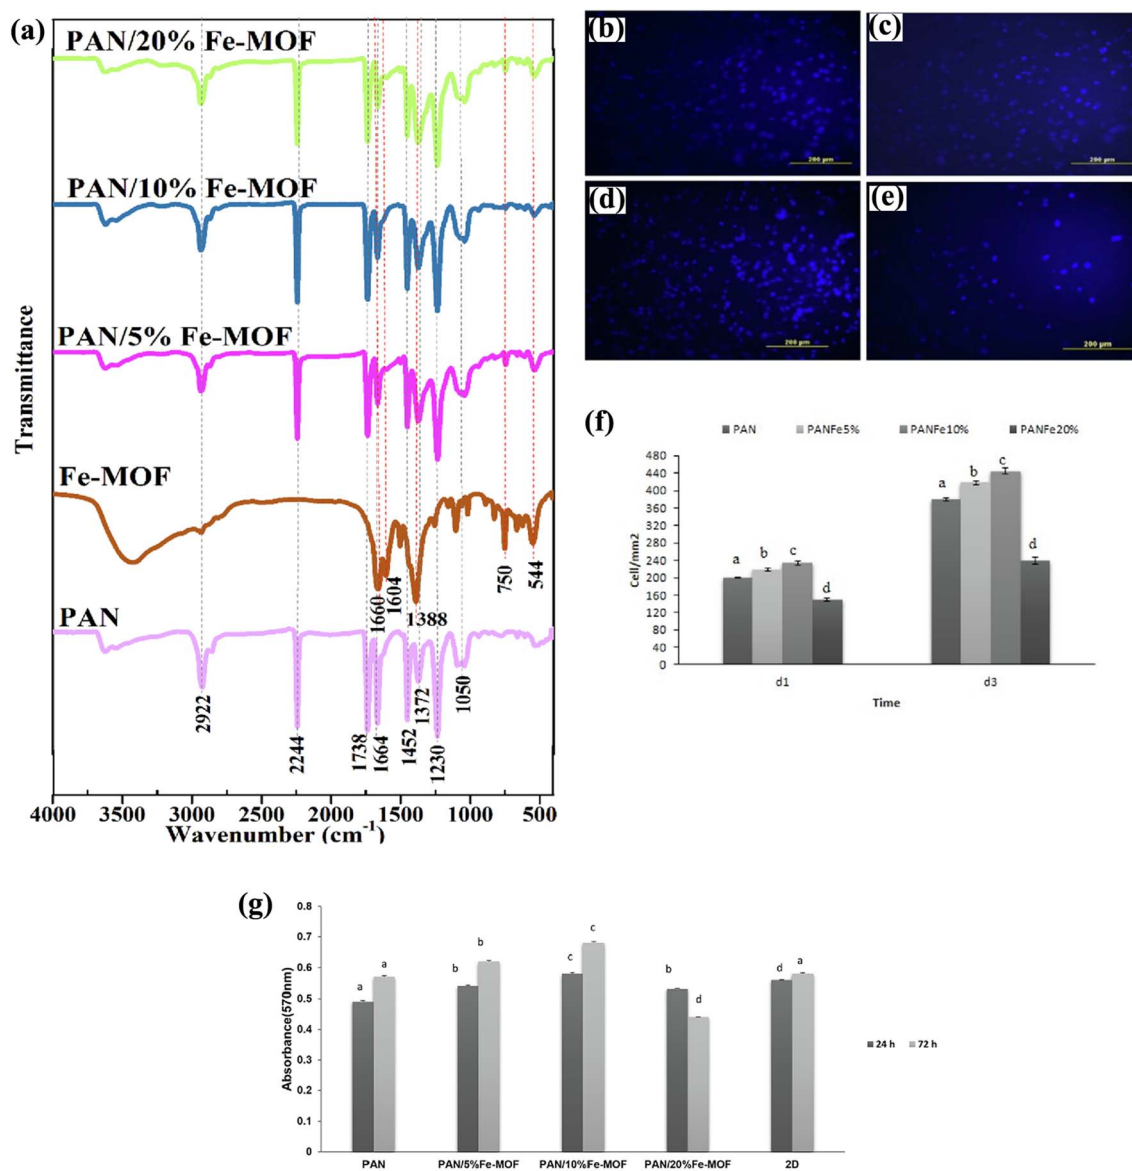 (a)
PAN/20% Fe-MOF
PAN/10% Fe-MOF
PAN/5% Fe-MOF
Fe-MOF
PAN
Transmittance
1660
1604
1388
750
544
2922
2244
1738
1664
1452
1372
1230
1050
4000 3500 3000 2500 2000 1500 1000 500
Wavenumber (cm⁻¹)
(b)
200 µm
(c)
200 µm
(d)
200 µm
(e)
200 µm
(f)
PAN PANFe5% PANFe10% PANFe20%
Cell/mm2
480
440
400
360
320
280
240
200
160
120
80
40
0
a b c d
a b c d
d1 d3
Time
(g)
Absorbance(570nm)
0.8
0.7
0.6
0.5
0.4
0.3
0.2
0.1
0
a a b b c c b d d a
PAN PAN/5%Fe-MOF PAN/10%Fe-MOF PAN/20%Fe-MOF 2D
24 h 72 h